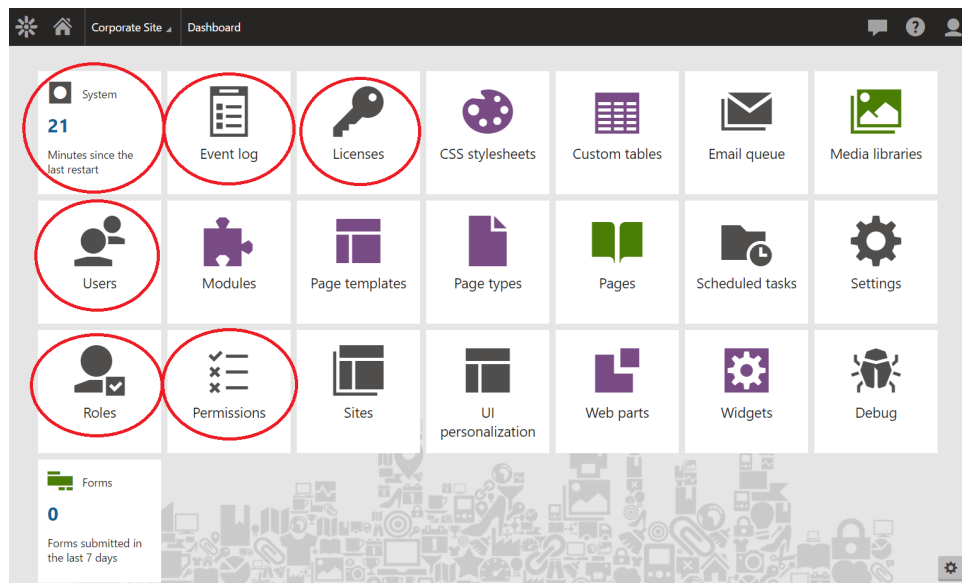 Corporate Site Dashboard
System
21
Minutes since the
last restart
Event log
Licenses
CSS stylesheets
Custom tables
Email queue
Media libraries
Users
Modules
Page templates
Page types
Pages
Scheduled tasks
Settings
Roles
Permissions
Sites
UI
personalization
Web parts
Widgets
Debug
Forms
0
Forms submitted in
the last 7 days